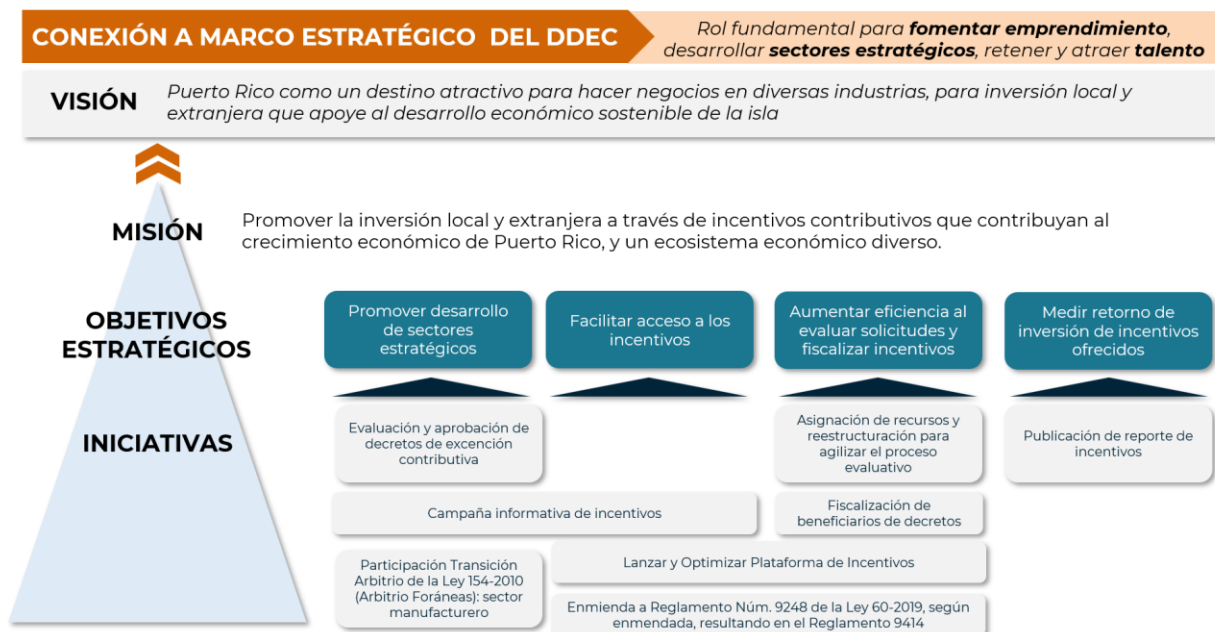 CONEXIÓN A MARCO ESTRATÉGICO DEL DDEC
Rol fundamental para fomentar emprendimiento,
desarrollar sectores estratégicos, retener y atraer talento
VISIÓN
Puerto Rico como un destino atractivo para hacer negocios en diversas industrias, para inversión local y
extranjera que apoye al desarrollo económico sostenible de la isla
MISIÓN
Promover la inversión local y extranjera a través de incentivos contributivos que contribuyan al
crecimiento económico de Puerto Rico, y un ecosistema económico diverso.
OBJETIVOS
ESTRATÉGICOS
Promover desarrollo
de sectores
estratégicos
Facilitar acceso a los
incentivos
Aumentar eficiencia al
evaluar solicitudes y
fiscalizar incentivos
Medir retorno de
inversión de incentivos
ofrecidos
INICIATIVAS
Evaluación y aprobación de
decretos de excención
contributiva
Asignación de recursos y
reestructuración para
agilizar el proceso
evaluativo
Publicación de reporte de
incentivos
Campaña informativa de incentivos
Fiscalización de
beneficiarios de decretos
Participación Transición
Arbitrio de la Ley 154-2010
(Arbitrio Foráneas): sector
manufacturero
Lanzar y Optimizar Plataforma de Incentivos
Enmienda a Reglamento Núm. 9248 de la Ley 60-2019, según
enmendada, resultando en el Reglamento 9414